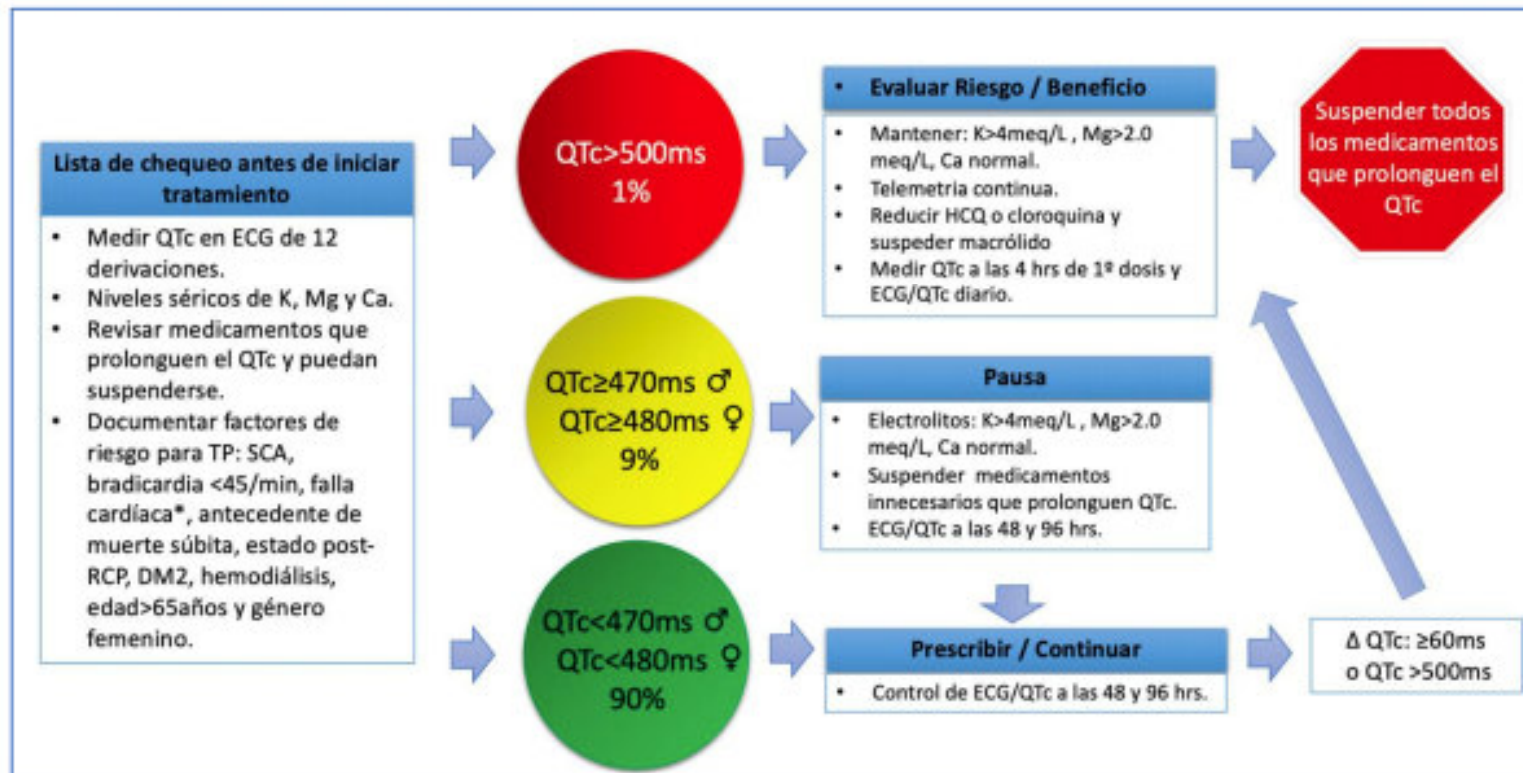 Lista de chequeo antes de iniciar
tratamiento
• Medir QTc en ECG de 12
derivaciones.
• Niveles séricos de K, Mg y Ca.
• Revisar medicamentos que
prolonguen el QTc y puedan
suspenderse.
• Documentar factores de
riesgo para TP: SCA,
bradicardia <45/min, falla
cardíaca*, antecedente de
muerte súbita, estado post-
RCP, DM2, hemodiálisis,
edad>65años y género
femenino.
QTc>500ms
1%
QTc≥470ms ♂
QTc≥480ms ♀
9%
QTc<470ms ♂
QTc<480ms ♀
90%
• Evaluar Riesgo / Beneficio
• Mantener: K>4meq/L , Mg>2.0
meq/L, Ca normal.
• Telemetria continua.
• Reducir HCQ o cloroquina y
suspeder macrólido
• Medir QTc a las 4 hrs de 1º dosis y
ECG/QTc diario.
Pausa
• Electrolitos: K>4meq/L , Mg>2.0
meq/L, Ca normal.
• Suspender medicamentos
innecesarios que prolonguen QTc.
• ECG/QTc a las 48 y 96 hrs.
Prescribir / Continuar
• Control de ECG/QTc a las 48 y 96 hrs.
Suspender todos
los medicamentos
que prolonguen el
QTc
Δ QTc: ≥60ms
o QTc >500ms